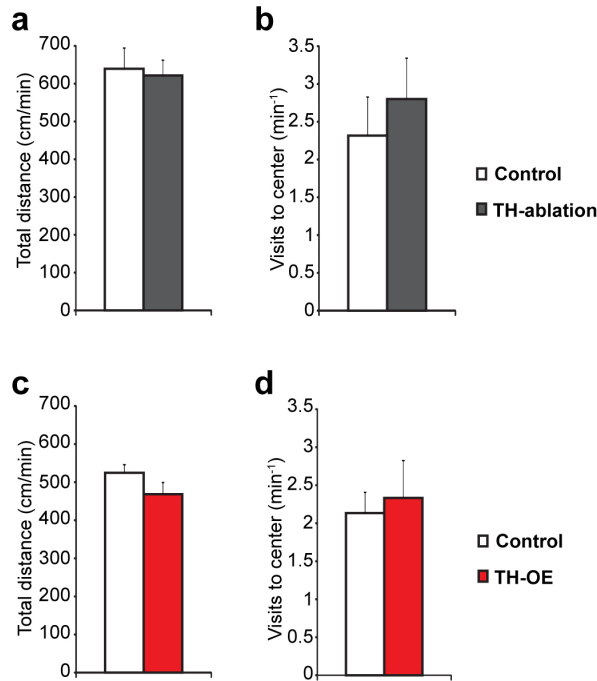 a
Total distance (cm/min)
700
600
500
400
300
200
100
0
b
Visits to center (min-1)
3.5
3
2.5
2
1.5
1
0.5
0
Control
TH-ablation
c
Total distance (cm/min)
700
600
500
400
300
200
100
0
d
Visits to center (min-1)
3.5
3
2.5
2
1.5
1
0.5
0
Control
TH-OE